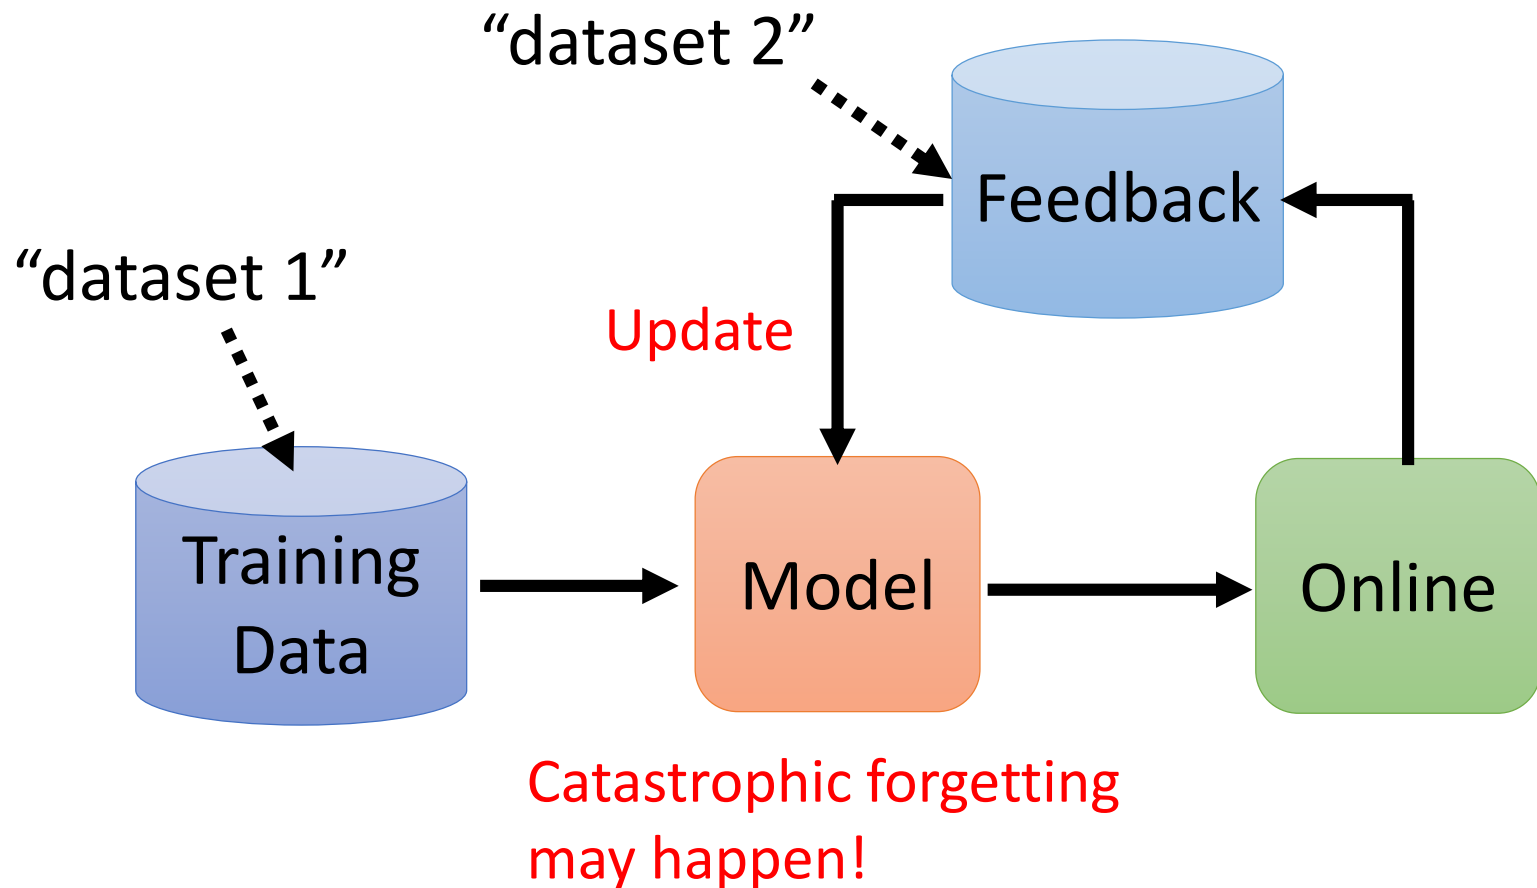 “dataset 2”
Feedback
“dataset 1”
Update
Training
Data
Model
Online
Catastrophic forgetting
may happen!